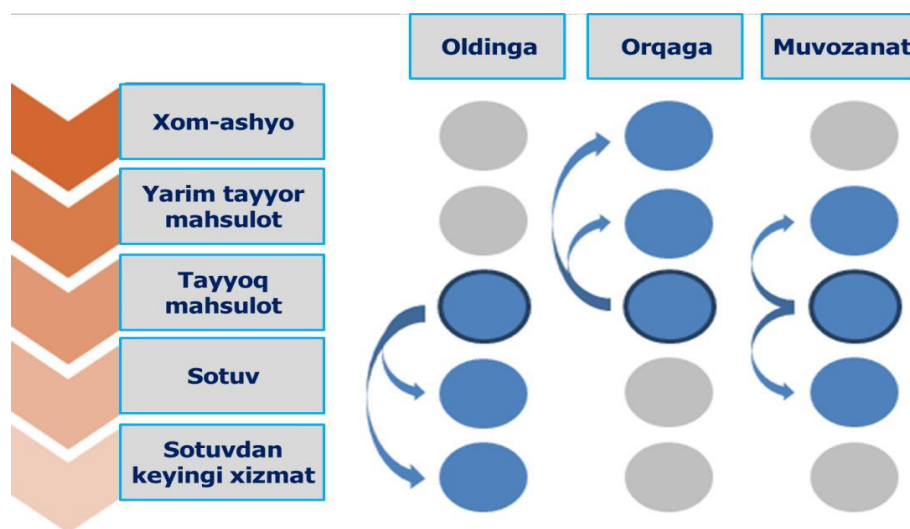 Oldinga
Orqaga
Muvozanat
Xom-ashyo
Yarim tayyor
mahsulot
Tayyoq
mahsulot
Sotuv
Sotuvdan
keyingi xizmat